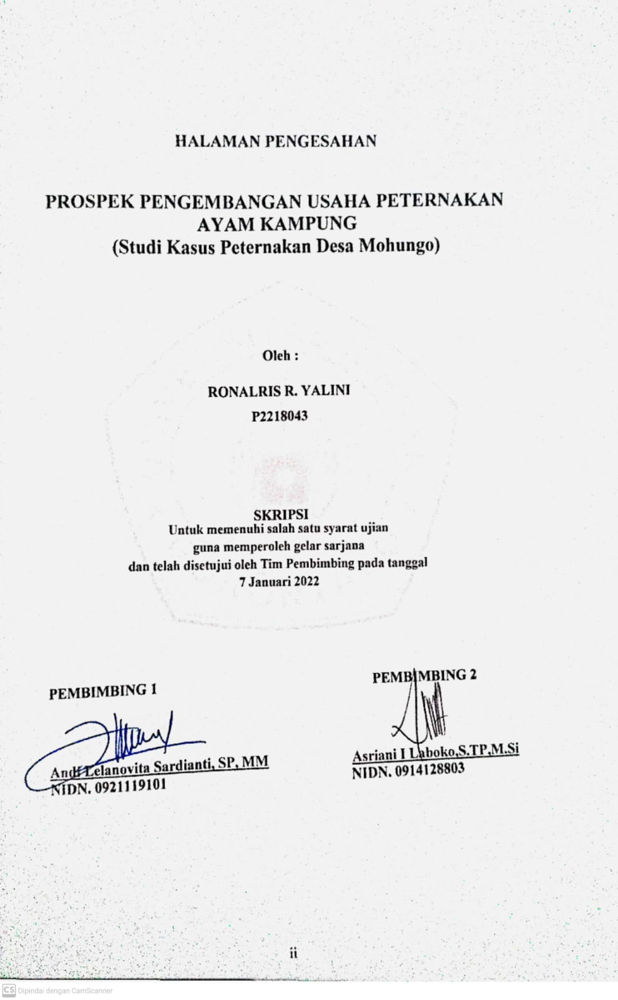 HALAMAN PENGESAHAN
PROSPEK PENGEMBANGAN USAHA PETERNAKAN
AYAM KAMPUNG
(Studi Kasus Peternakan Desa Mohungo)
Oleh :
RONALRIS R. YALINI
P2218043
SKRIPSI
Untuk memenuhi salah satu syarat ujian
guna memperoleh gelar sarjana
dan telah disetujui oleh Tim Pembimbing pada tanggal
7 Januari 2022
PEMBIMBING 1
Andi Lelanovita Sardianti, SP, MM
NIDN. 0921119101
PEMBIMBING 2
Asriani I Laboko,S.TP,M.Si
NIDN. 0914128803
ii
CS Dipindai dengan CamScanner